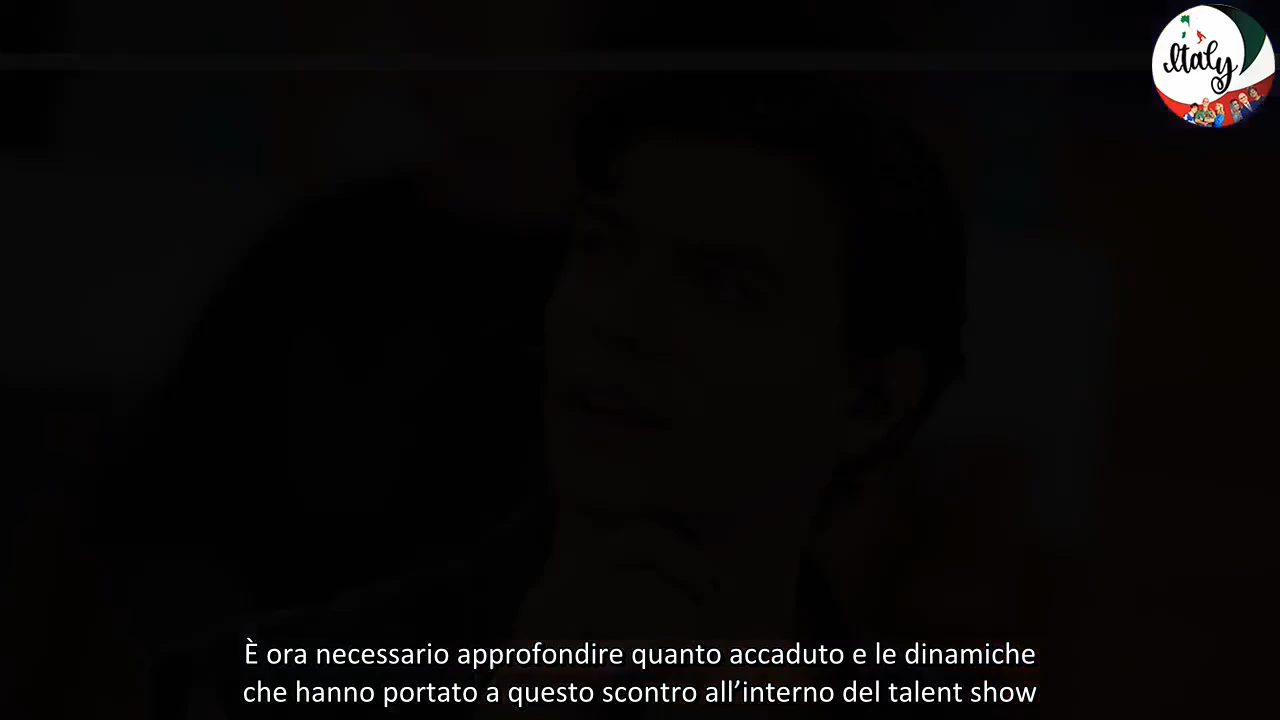 Italy
È ora necessario approfondire quanto accaduto e le dinamiche
che hanno portato a questo scontro all’interno del talent show